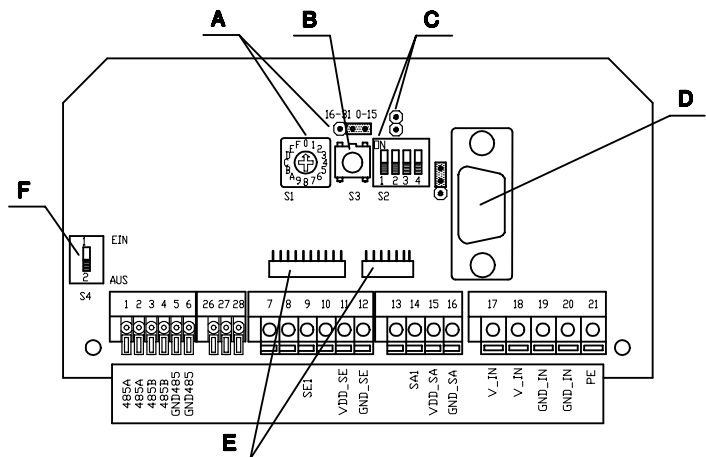 A
B
C
D
16-31 0-15
F 0 1 2 3 4 5 6 7 8 9 A B C D E
ON
1 2 3 4
S1
S3
S2
F
1
EIN
2
AUS
S4
1 2 3 4 5 6 26 27 28 7 8 9 10 11 12 13 14 15 16 17 18 19 20 21
485A
485A
485B
485B
GND485
GND485
SE1
VDD_SE
GND_SE
SA1
VDD_SA
GND_SA
V_IN
V_IN
GND_IN
GND_IN
PE
E